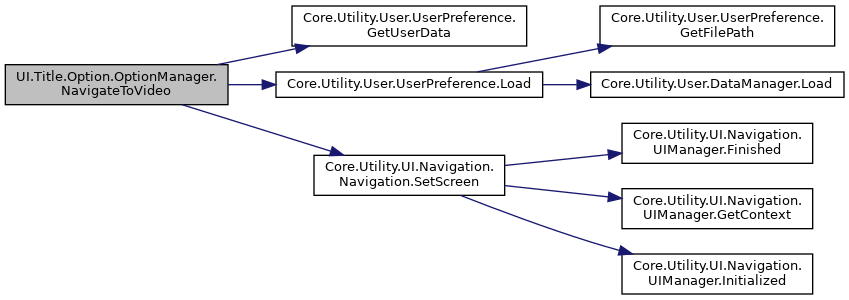 UI.Title.Option.OptionManager.
NavigateToVideo
Core.Utility.User.UserPreference.
GetUserData
Core.Utility.User.UserPreference.Load
Core.Utility.UI.Navigation.
Navigation.SetScreen
Core.Utility.User.UserPreference.
GetFilePath
Core.Utility.User.DataManager.Load
Core.Utility.UI.Navigation.
UIManager.Finished
Core.Utility.UI.Navigation.
UIManager.GetContext
Core.Utility.UI.Navigation.
UIManager.Initialized